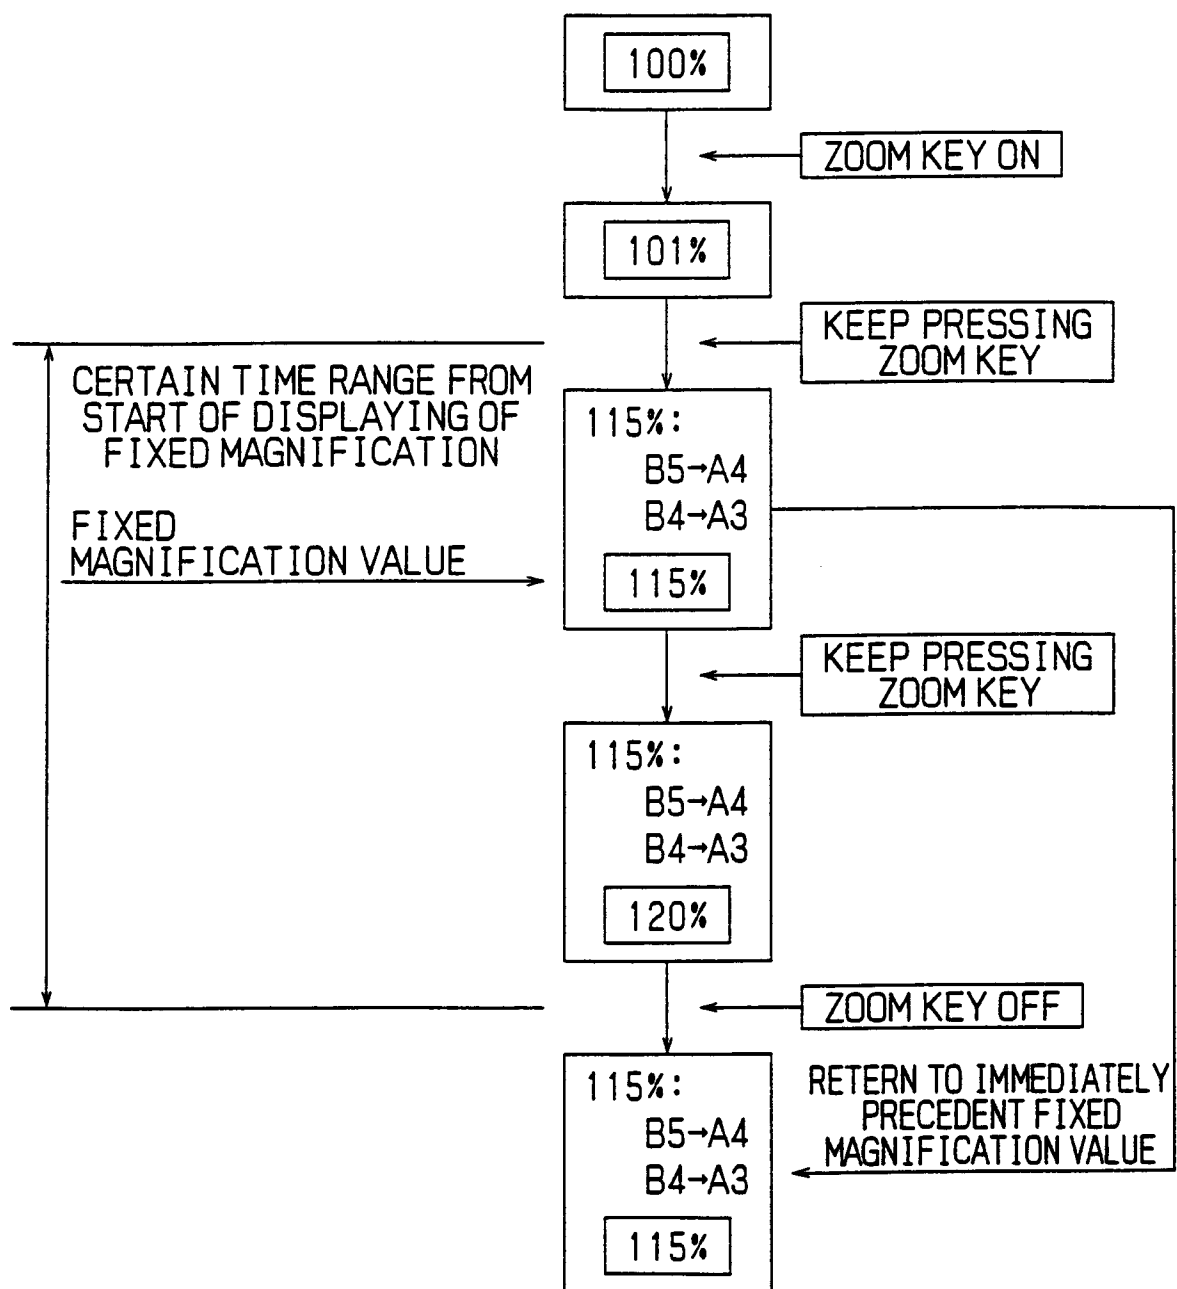 100%
ZOOM KEY ON
101%
KEEP PRESSING
ZOOM KEY
CERTAIN TIME RANGE FROM
START OF DISPLAYING OF
FIXED MAGNIFICATION
FIXED
MAGNIFICATION VALUE
115%:
B5→A4
B4→A3
115%
KEEP PRESSING
ZOOM KEY
115%:
B5→A4
B4→A3
120%
ZOOM KEY OFF
115%:
B5→A4
B4→A3
115%
RETERN TO IMMEDIATELY
PRECEDENT FIXED
MAGNIFICATION VALUE